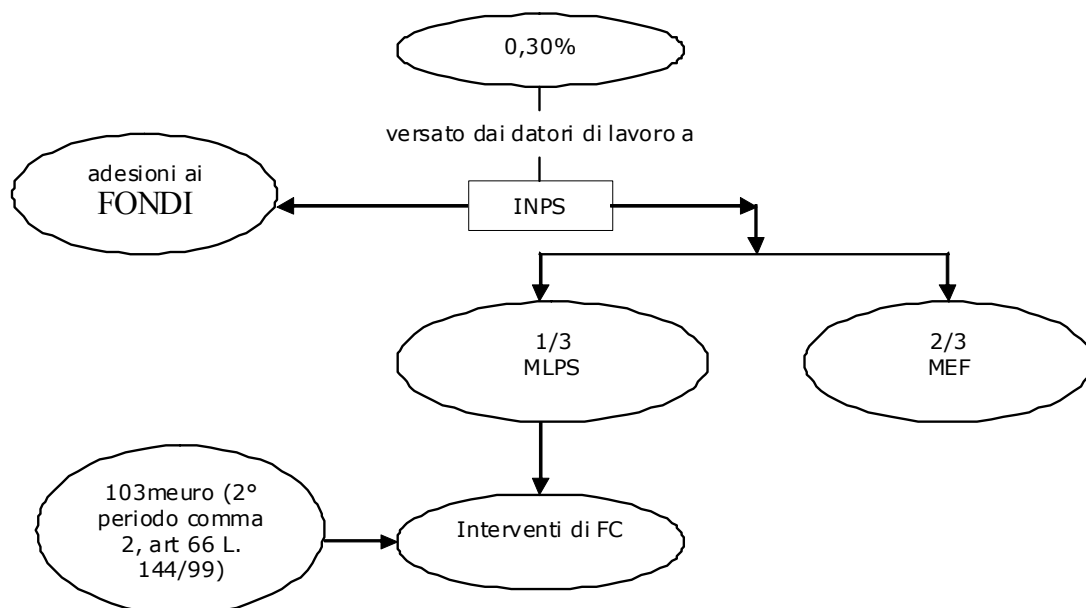 0,30%
versato dai datori di lavoro a
adesioni ai
FONDI
INPS
1/3
MLPS
2/3
MEF
103meuro (2°
periodo comma
2, art 66 L.
144/99)
Interventi di FC